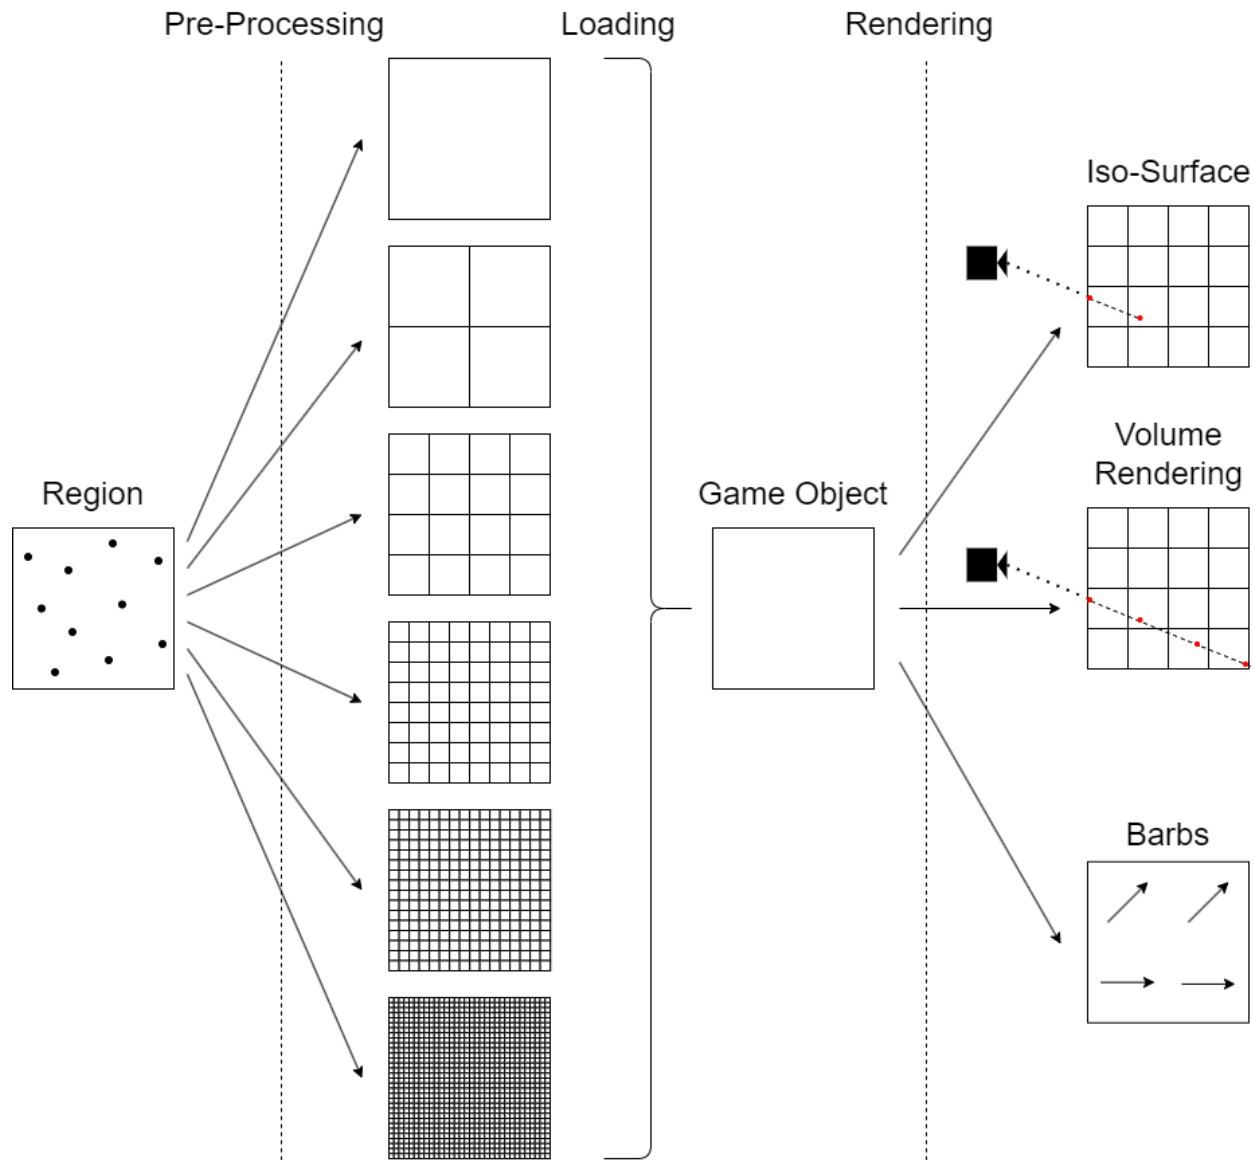 Pre-Processing
Loading
Rendering
Iso-Surface
Volume
Rendering
Region
Game Object
Barbs